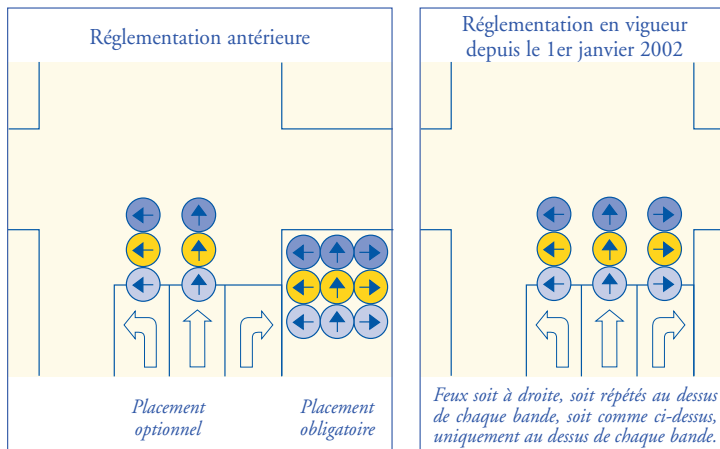 Réglementation antérieure
Placement
optionnel
Placement
obligatoire
Réglementation en vigueur
depuis le 1er janvier 2002
Feux soit à droite, soit répétés au dessus
de chaque bande, soit comme ci-dessus,
uniquement au dessus de chaque bande.